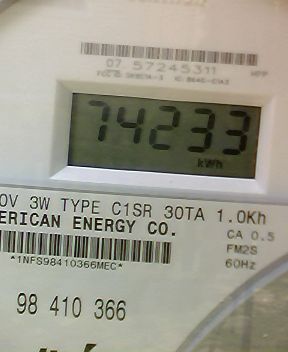 07 57245311
74233
kWh
0V 3W TYPE C1SR 30TA 1.0Kh
ERICAN ENERGY CO.
CA 0.5
FM2S
60Hz
*1NFS98410366MEC*
98 410 366